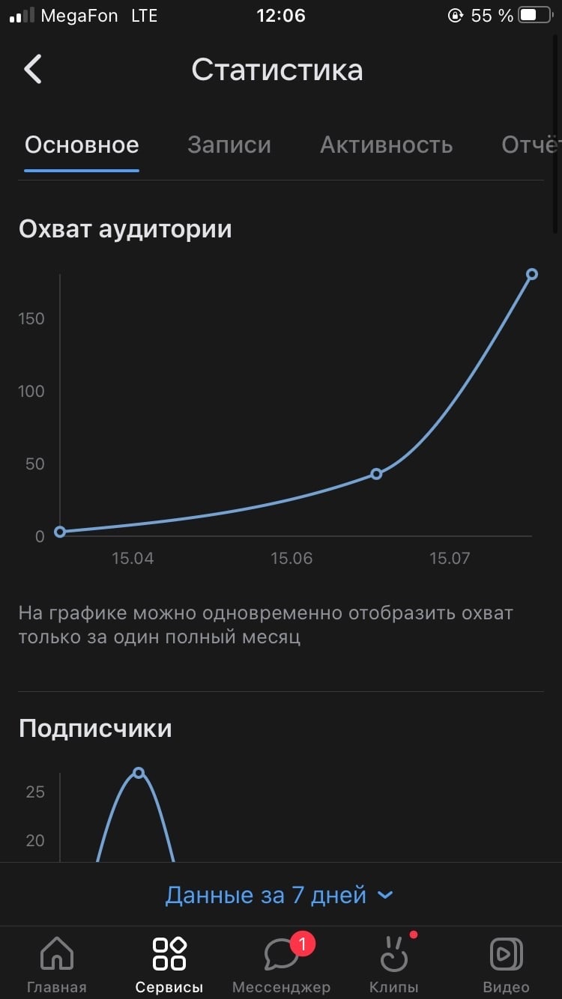 MegaFon LTE 12:06 55 %
Статистика
Основное Записи Активность Отчёт
Охват аудитории
150
100
50
0
15.04 15.06 15.07
На графике можно одновременно отобразить охват
только за один полный месяц
Подписчики
25
20
Данные за 7 дней
1
Главная Сервисы Мессенджер Клипы Видео